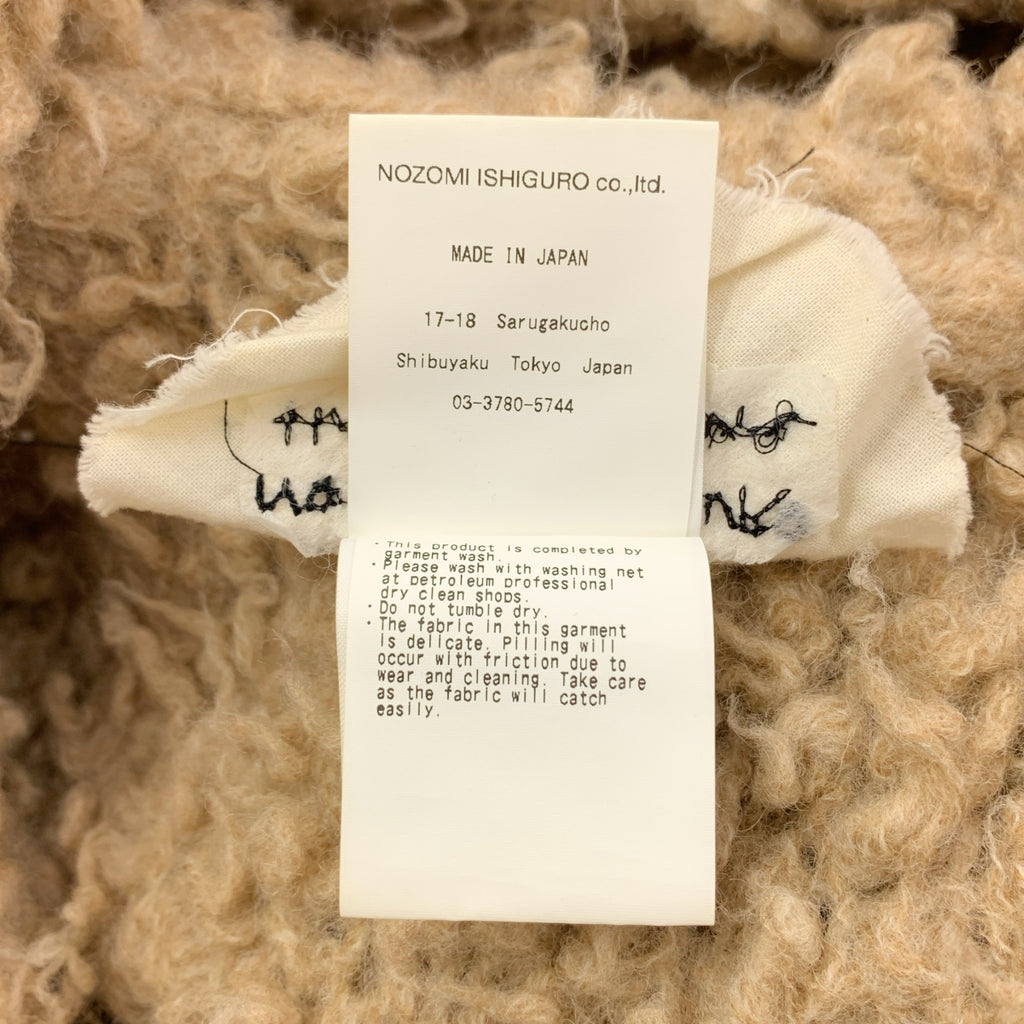 NOZOMI ISHIGURO co.,ltd.
MADE IN JAPAN
17-18 Sarugakucho
Shibuyaku Tokyo Japan
03-3780-5744
・This product is completed by
garment wash.
・Please wash with washing net
at petroleum professional
dry clean shops.
・Do not tumble dry.
・The fabric in this garment
is delicate. Pilling will
occur with friction due to
wear and cleaning. Take care
as the fabric will catch
easily.